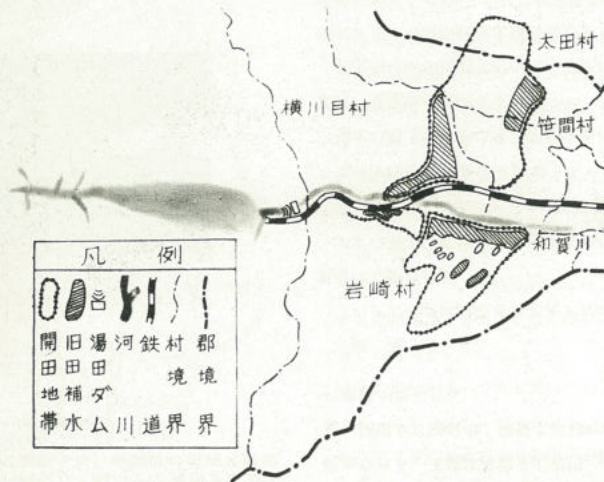 太田村
横川目村
笹間村
和賀川
岩崎村
凡例
開田地帯
旧田補水
湯田ダム
河川
鉄道
村境界
郡境界